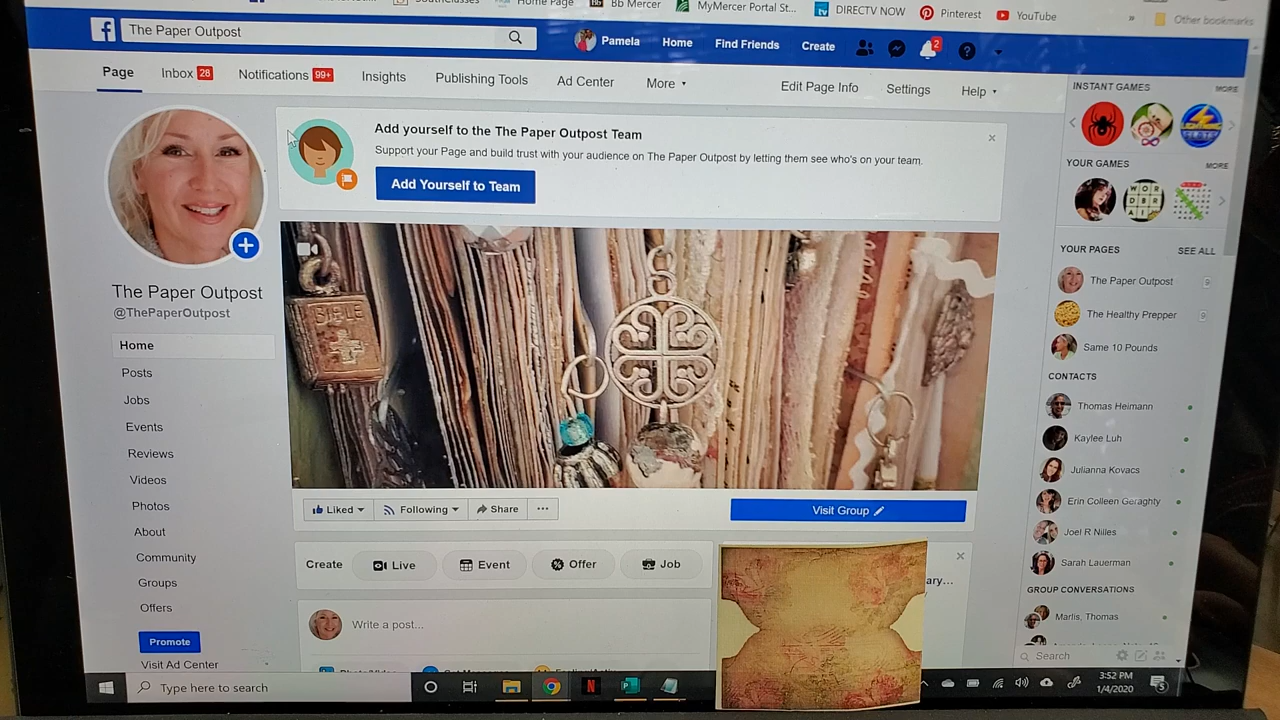 Home Page
Bb Mercer
MyMercer Portal St...
DIRECTV NOW
Pinterest
YouTube
»
Other bookmarks
The Paper Outpost
Pamela
Home
Find Friends
Create
2
Page
Inbox 28
Notifications 99+
Insights
Publishing Tools
Ad Center
More
Edit Page Info
Settings
Help
INSTANT GAMES
MORE
Add yourself to the The Paper Outpost Team
Support your Page and build trust with your audience on The Paper Outpost by letting them see who's on your team.
Add Yourself to Team
YOUR GAMES
MORE
The Paper Outpost
@ThePaperOutpost
Home
Posts
Jobs
Events
Reviews
Videos
Photos
About
Community
Groups
Offers
Promote
Visit Ad Center
BIBLE
YOUR PAGES
SEE ALL
The Paper Outpost
9
The Healthy Prepper
9
Same 10 Pounds
CONTACTS
Thomas Heimann
Kaylee Luh
Julianna Kovacs
Erin Colleen Geraghty
Joel R Nilles
Sarah Lauerman
GROUP CONVERSATIONS
Marlis, Thomas
Search
Liked
Following
Share
...
Visit Group
Create
Live
Event
Offer
Job
ary...
Write a post...
Type here to search
3:52 PM
1/4/2020
5